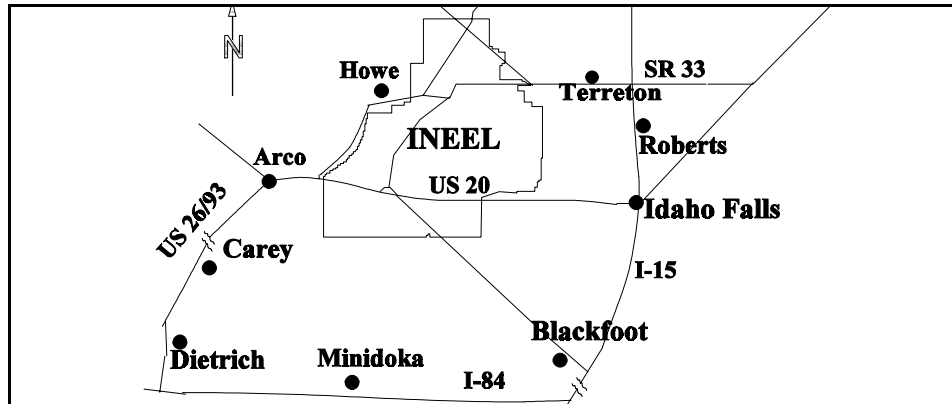 N
Howe
SR 33
Terreton
INEEL
Roberts
Arco
US 20
Idaho Falls
US 26/93
Carey
I-15
Blackfoot
Dietrich
Minidoka
I-84